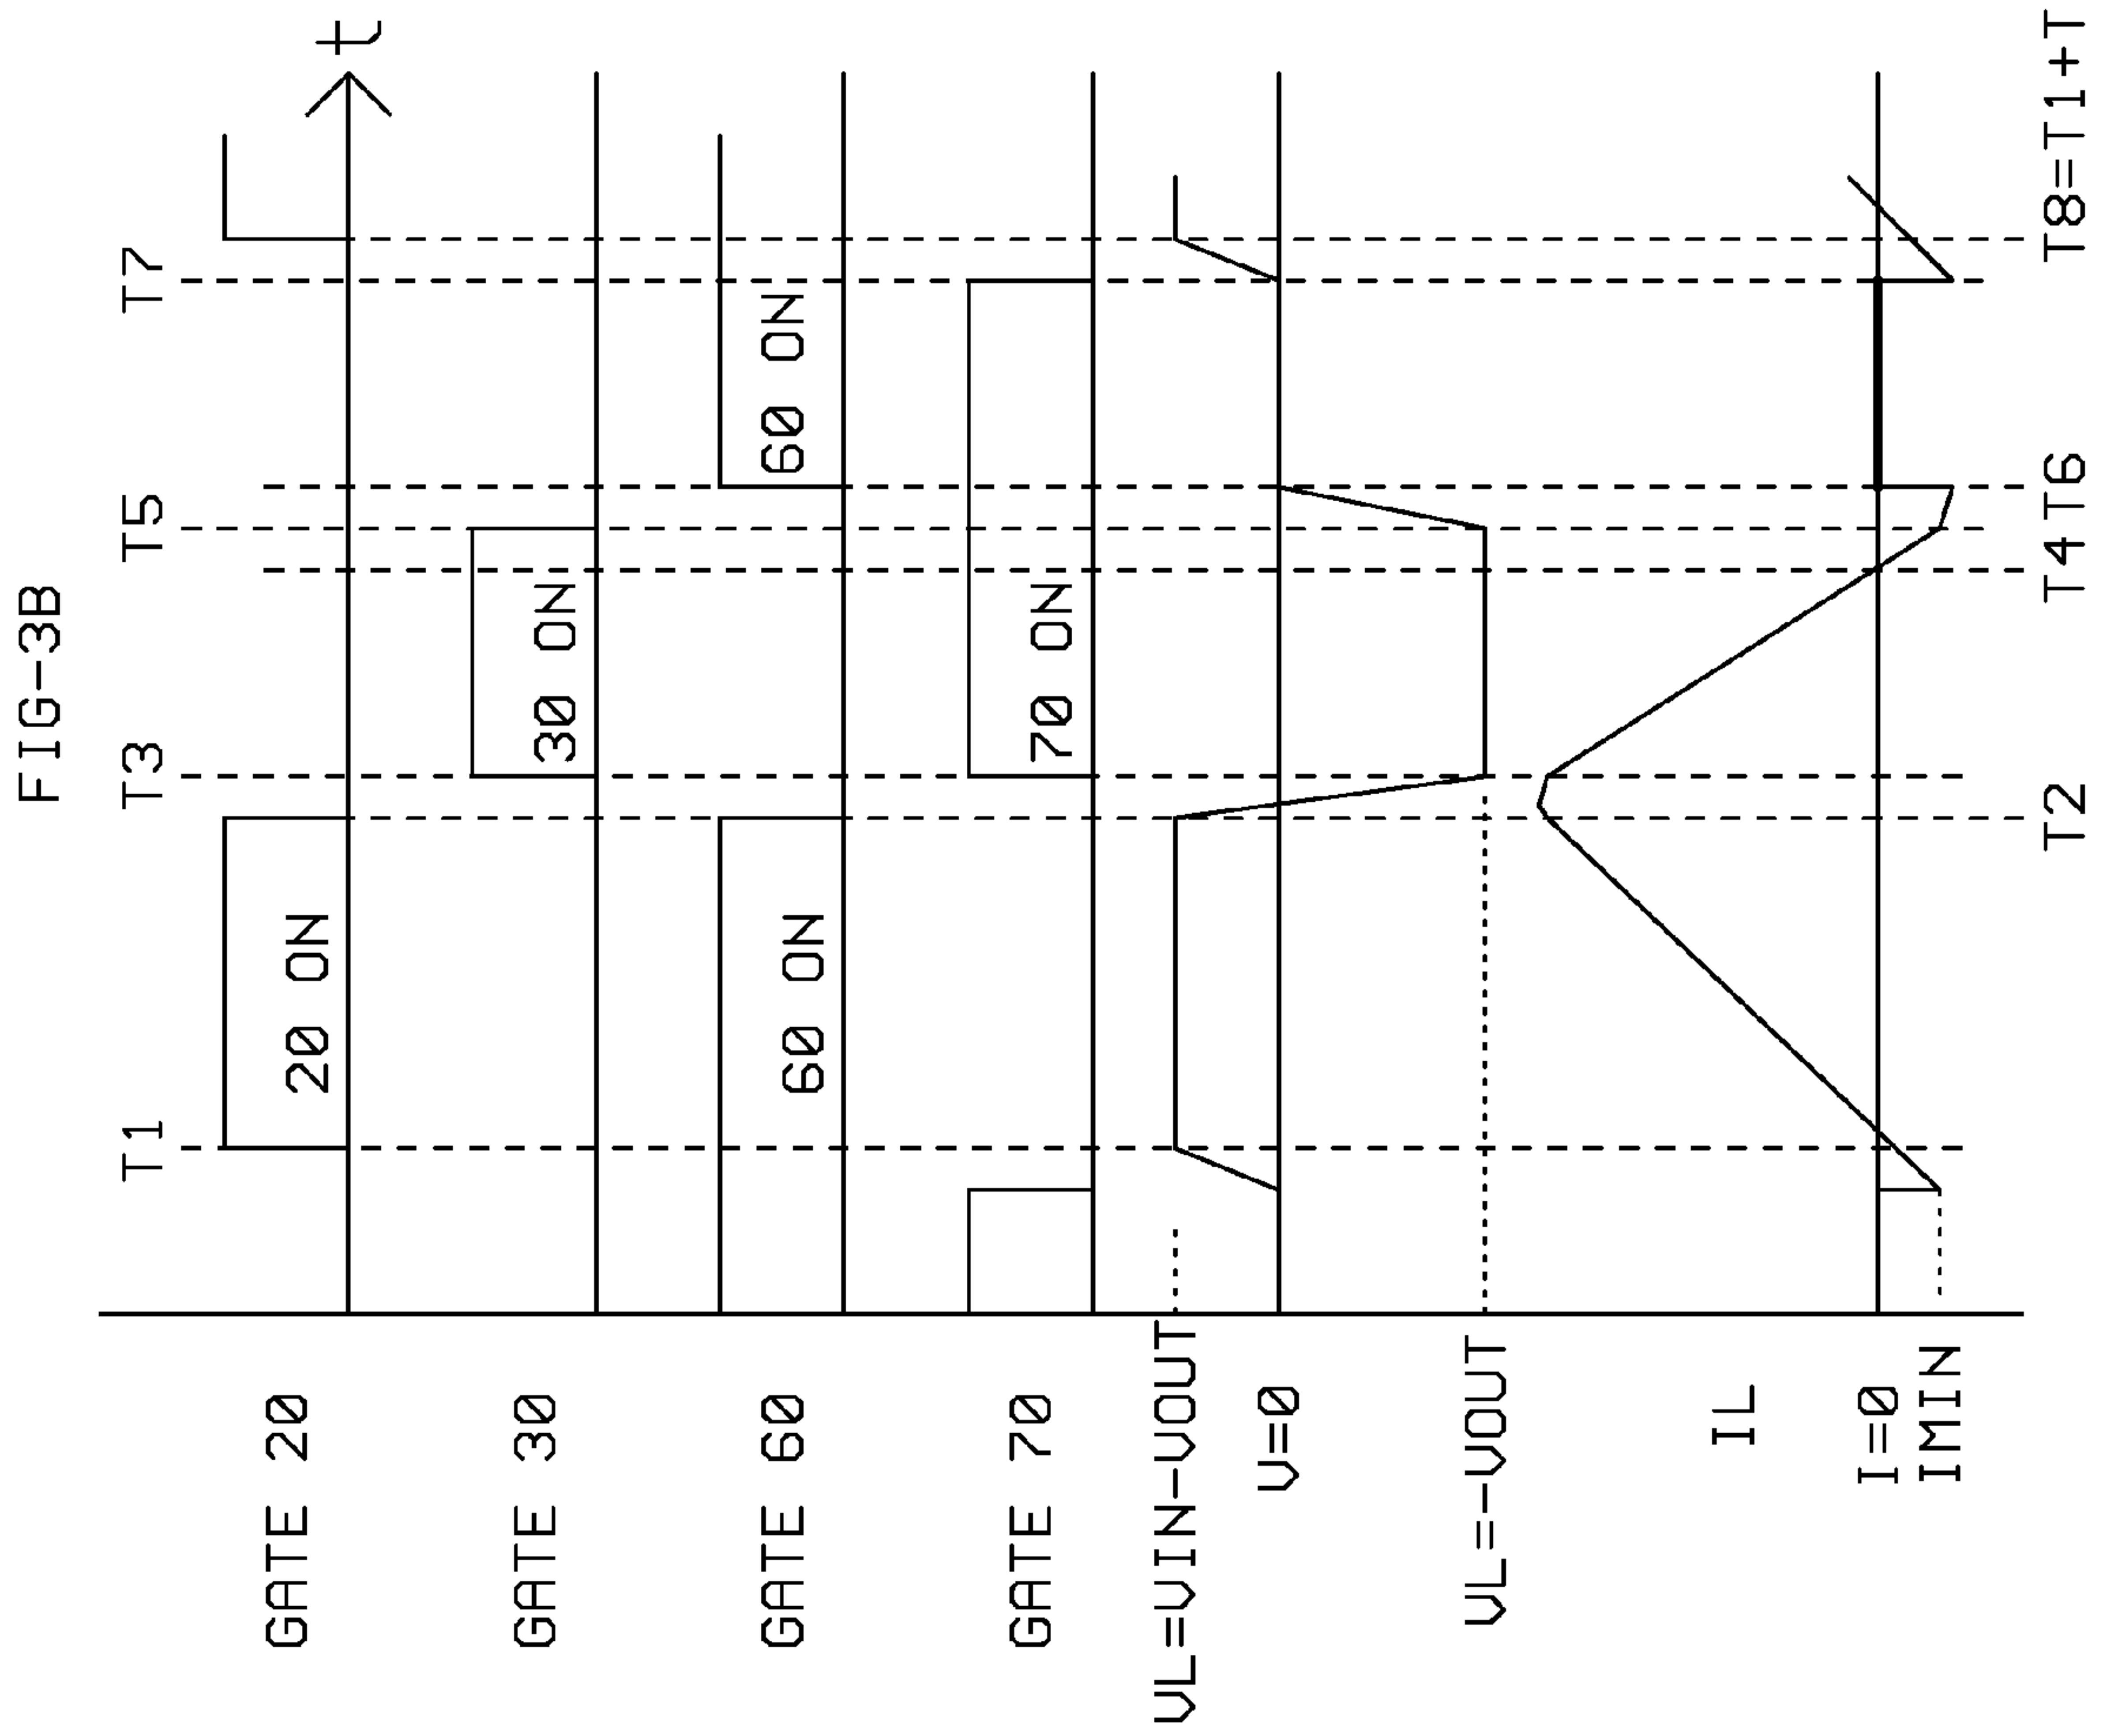 FIG-3B
T1
T3
T5
T7
t
GATE 20
20 ON
GATE 30
30 ON
GATE 60
60 ON
60 ON
GATE 70
70 ON
VL=VIN-VOUT
V=0
VL=-VOUT
IL
I=0
IMIN
T2
T4
T6
T8=T1+T